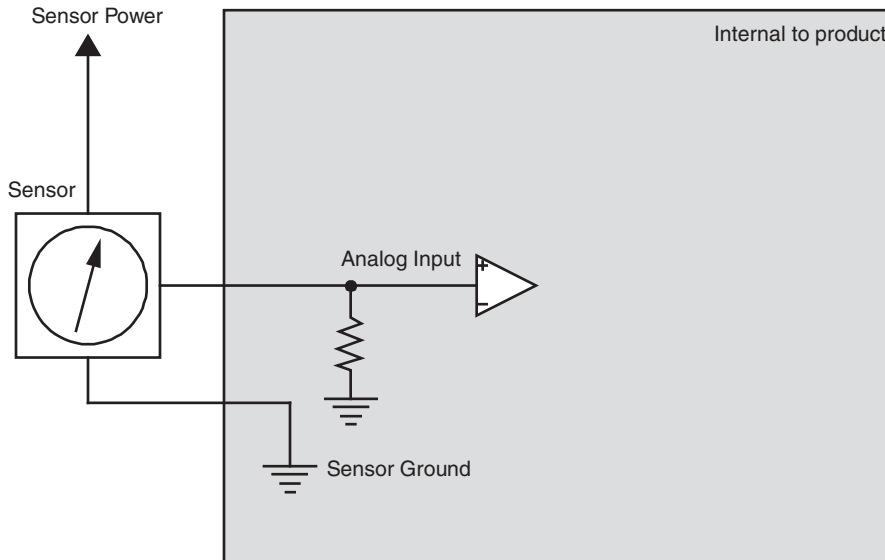 Sensor Power
Internal to product
Sensor
Analog Input
+
−
Sensor Ground